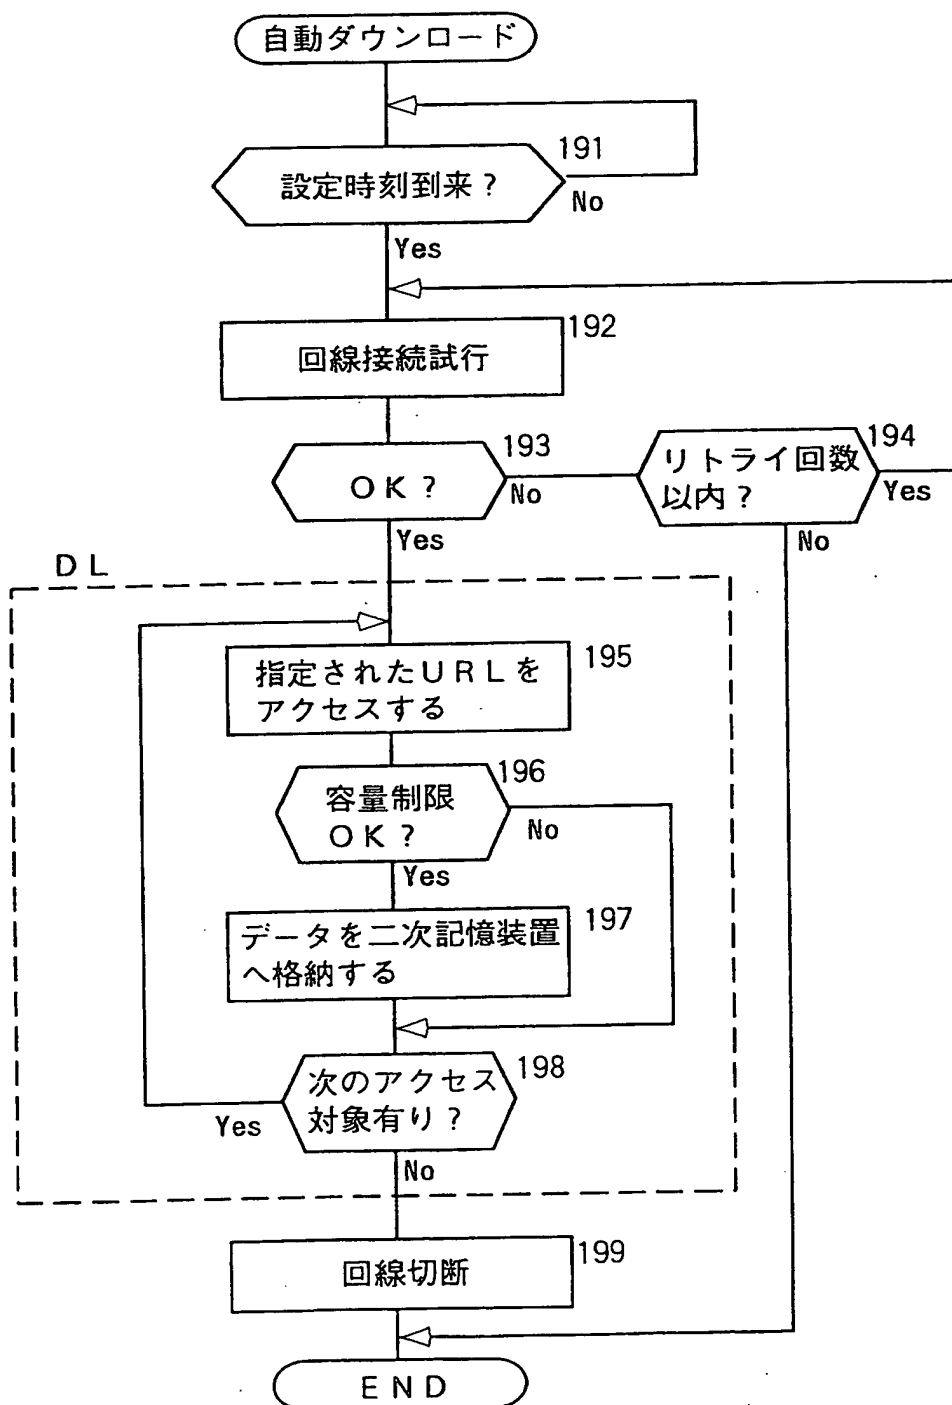 自動ダウンロード
191
設定時刻到来?
No
Yes
192
回線接続試行
193
OK?
No
Yes
194
リトライ回数
以内?
Yes
No
DL
195
指定されたURLを
アクセスする
196
容量制限
OK?
No
Yes
197
データを二次記憶装置
へ格納する
198
次のアクセス
対象有り?
Yes
No
199
回線切断
END